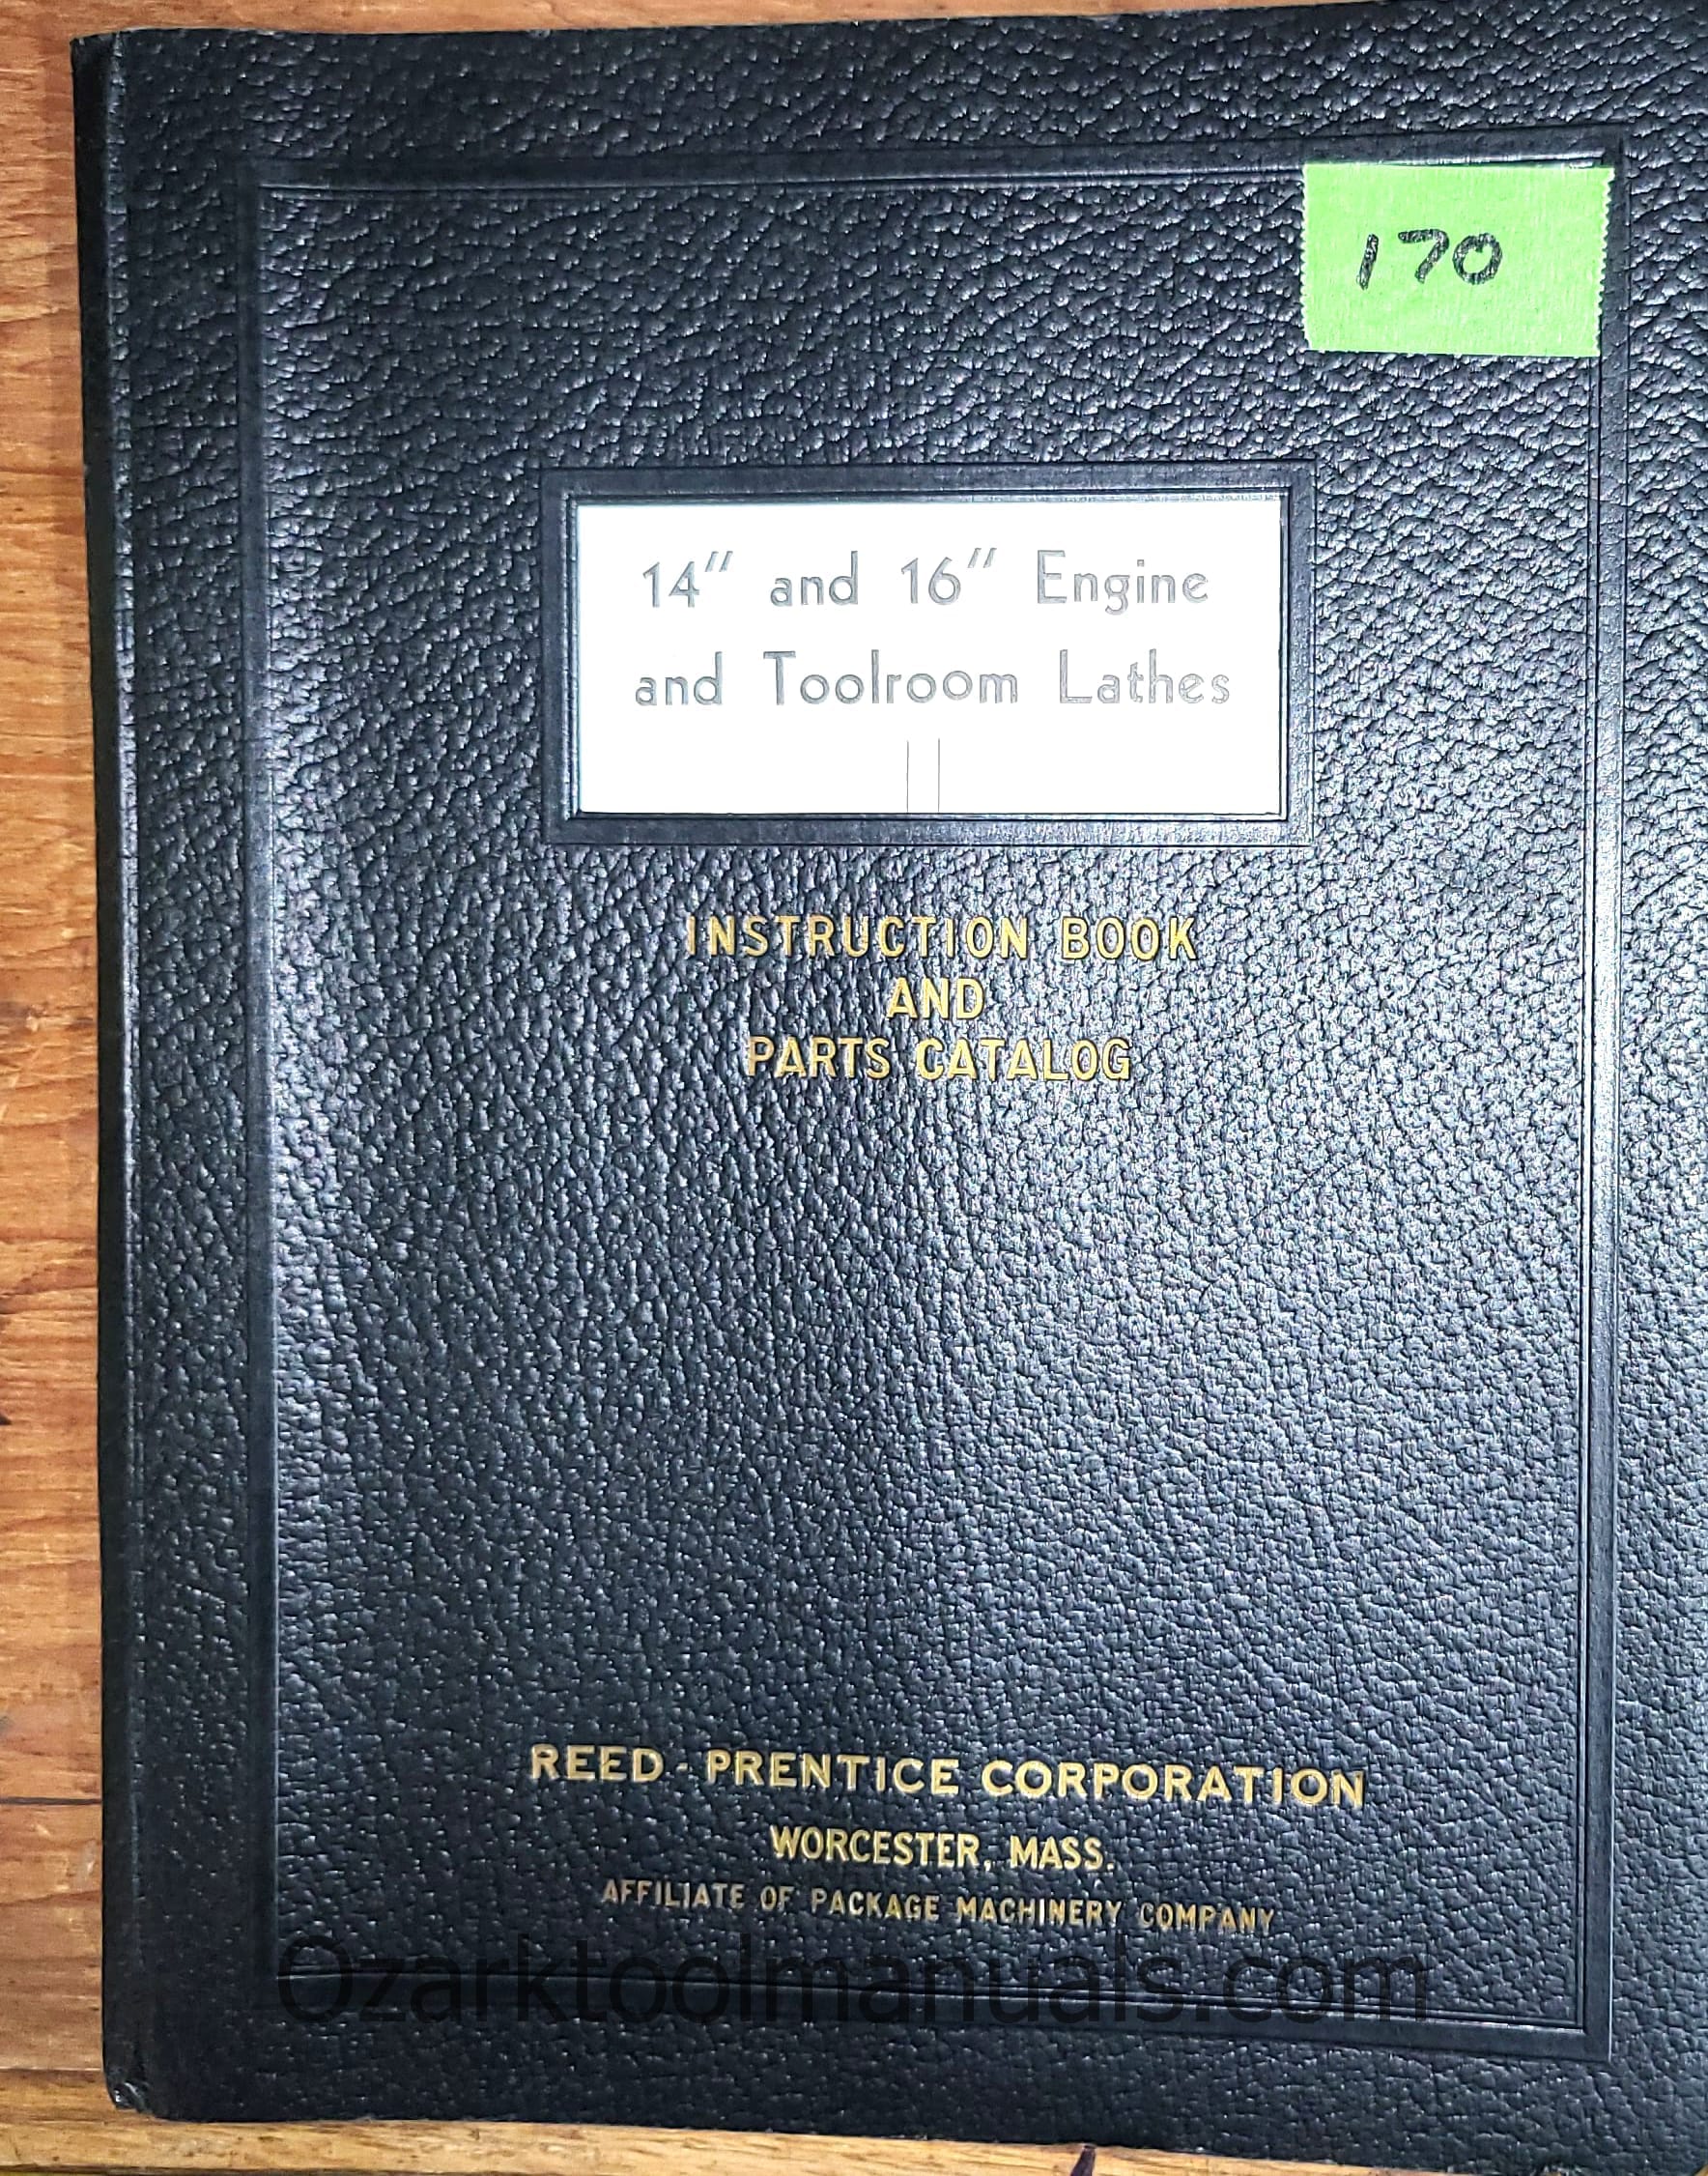 170
14" and 16" Engine
and Toolroom Lathes
INSTRUCTION BOOK
AND
PARTS CATALOG
REED-PRENTICE CORPORATION
WORCESTER, MASS.
AFFILIATE OF PACKAGE MACHINERY COMPANY
Ozarktoolmanuals.com